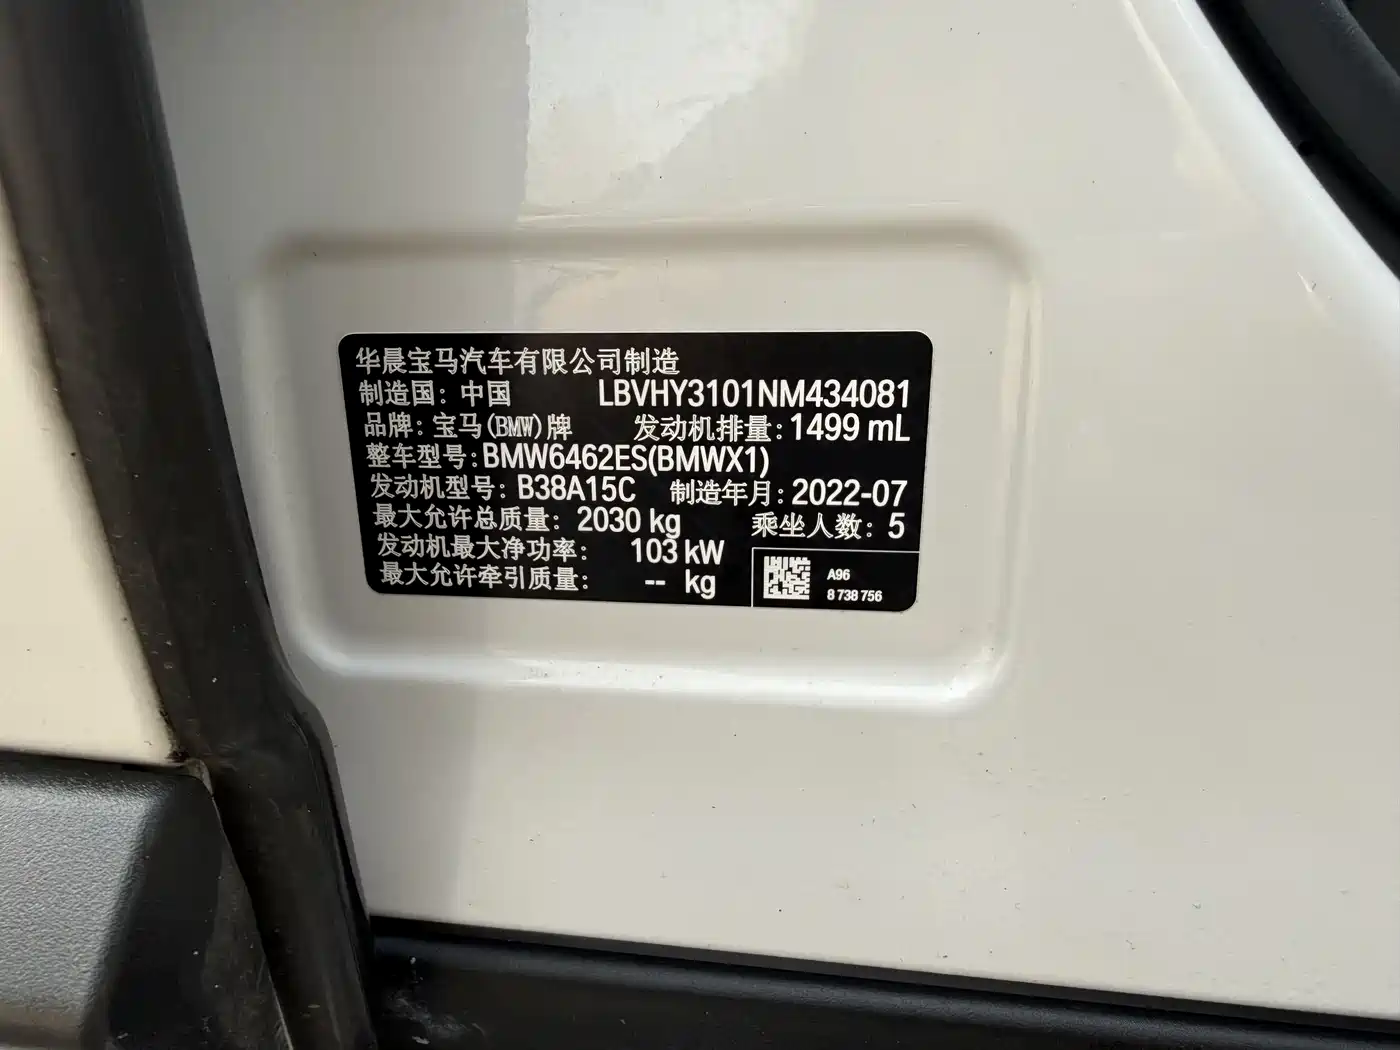 华晨宝马汽车有限公司制造
制造国：中国 LBVHY3101NM434081
品牌：宝马(BMW)牌 发动机排量：1499 mL
整车型号：BMW6462ES(BMWX1)
发动机型号：B38A15C 制造年月：2022-07
最大允许总质量：2030 kg 乘坐人数：5
发动机最大净功率：103 kW
最大允许牵引质量：-- kg
A96
8 738 756